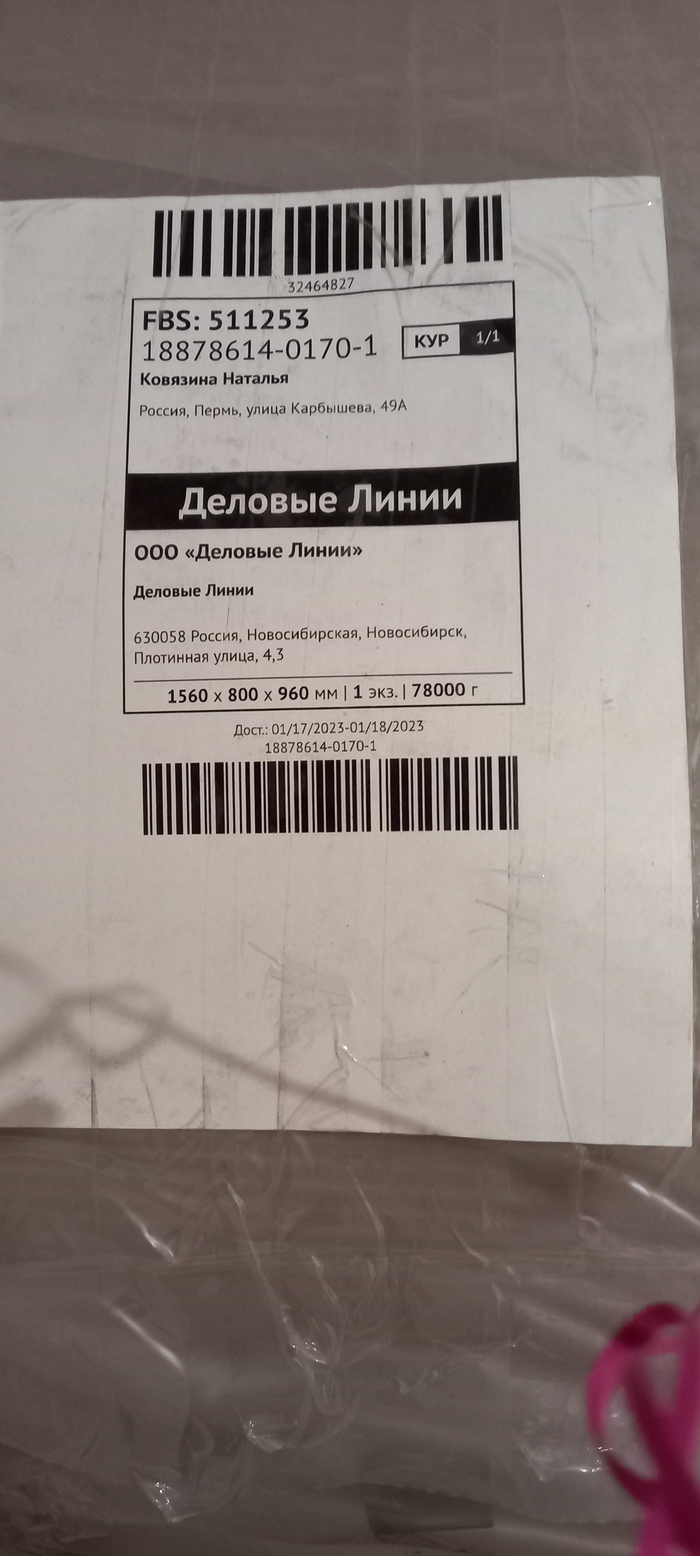 32464827
FBS: 511253
18878614-0170-1
КУР 1/1
Ковязина Наталья
Россия, Пермь, улица Карбышева, 49А
Деловые Линии
ООО «Деловые Линии»
Деловые Линии
630058 Россия, Новосибирская, Новосибирск,
Плотинная улица, 4,3
1560 x 800 x 960 мм | 1 экз. | 78000 г
Дост.: 01/17/2023-01/18/2023
18878614-0170-1